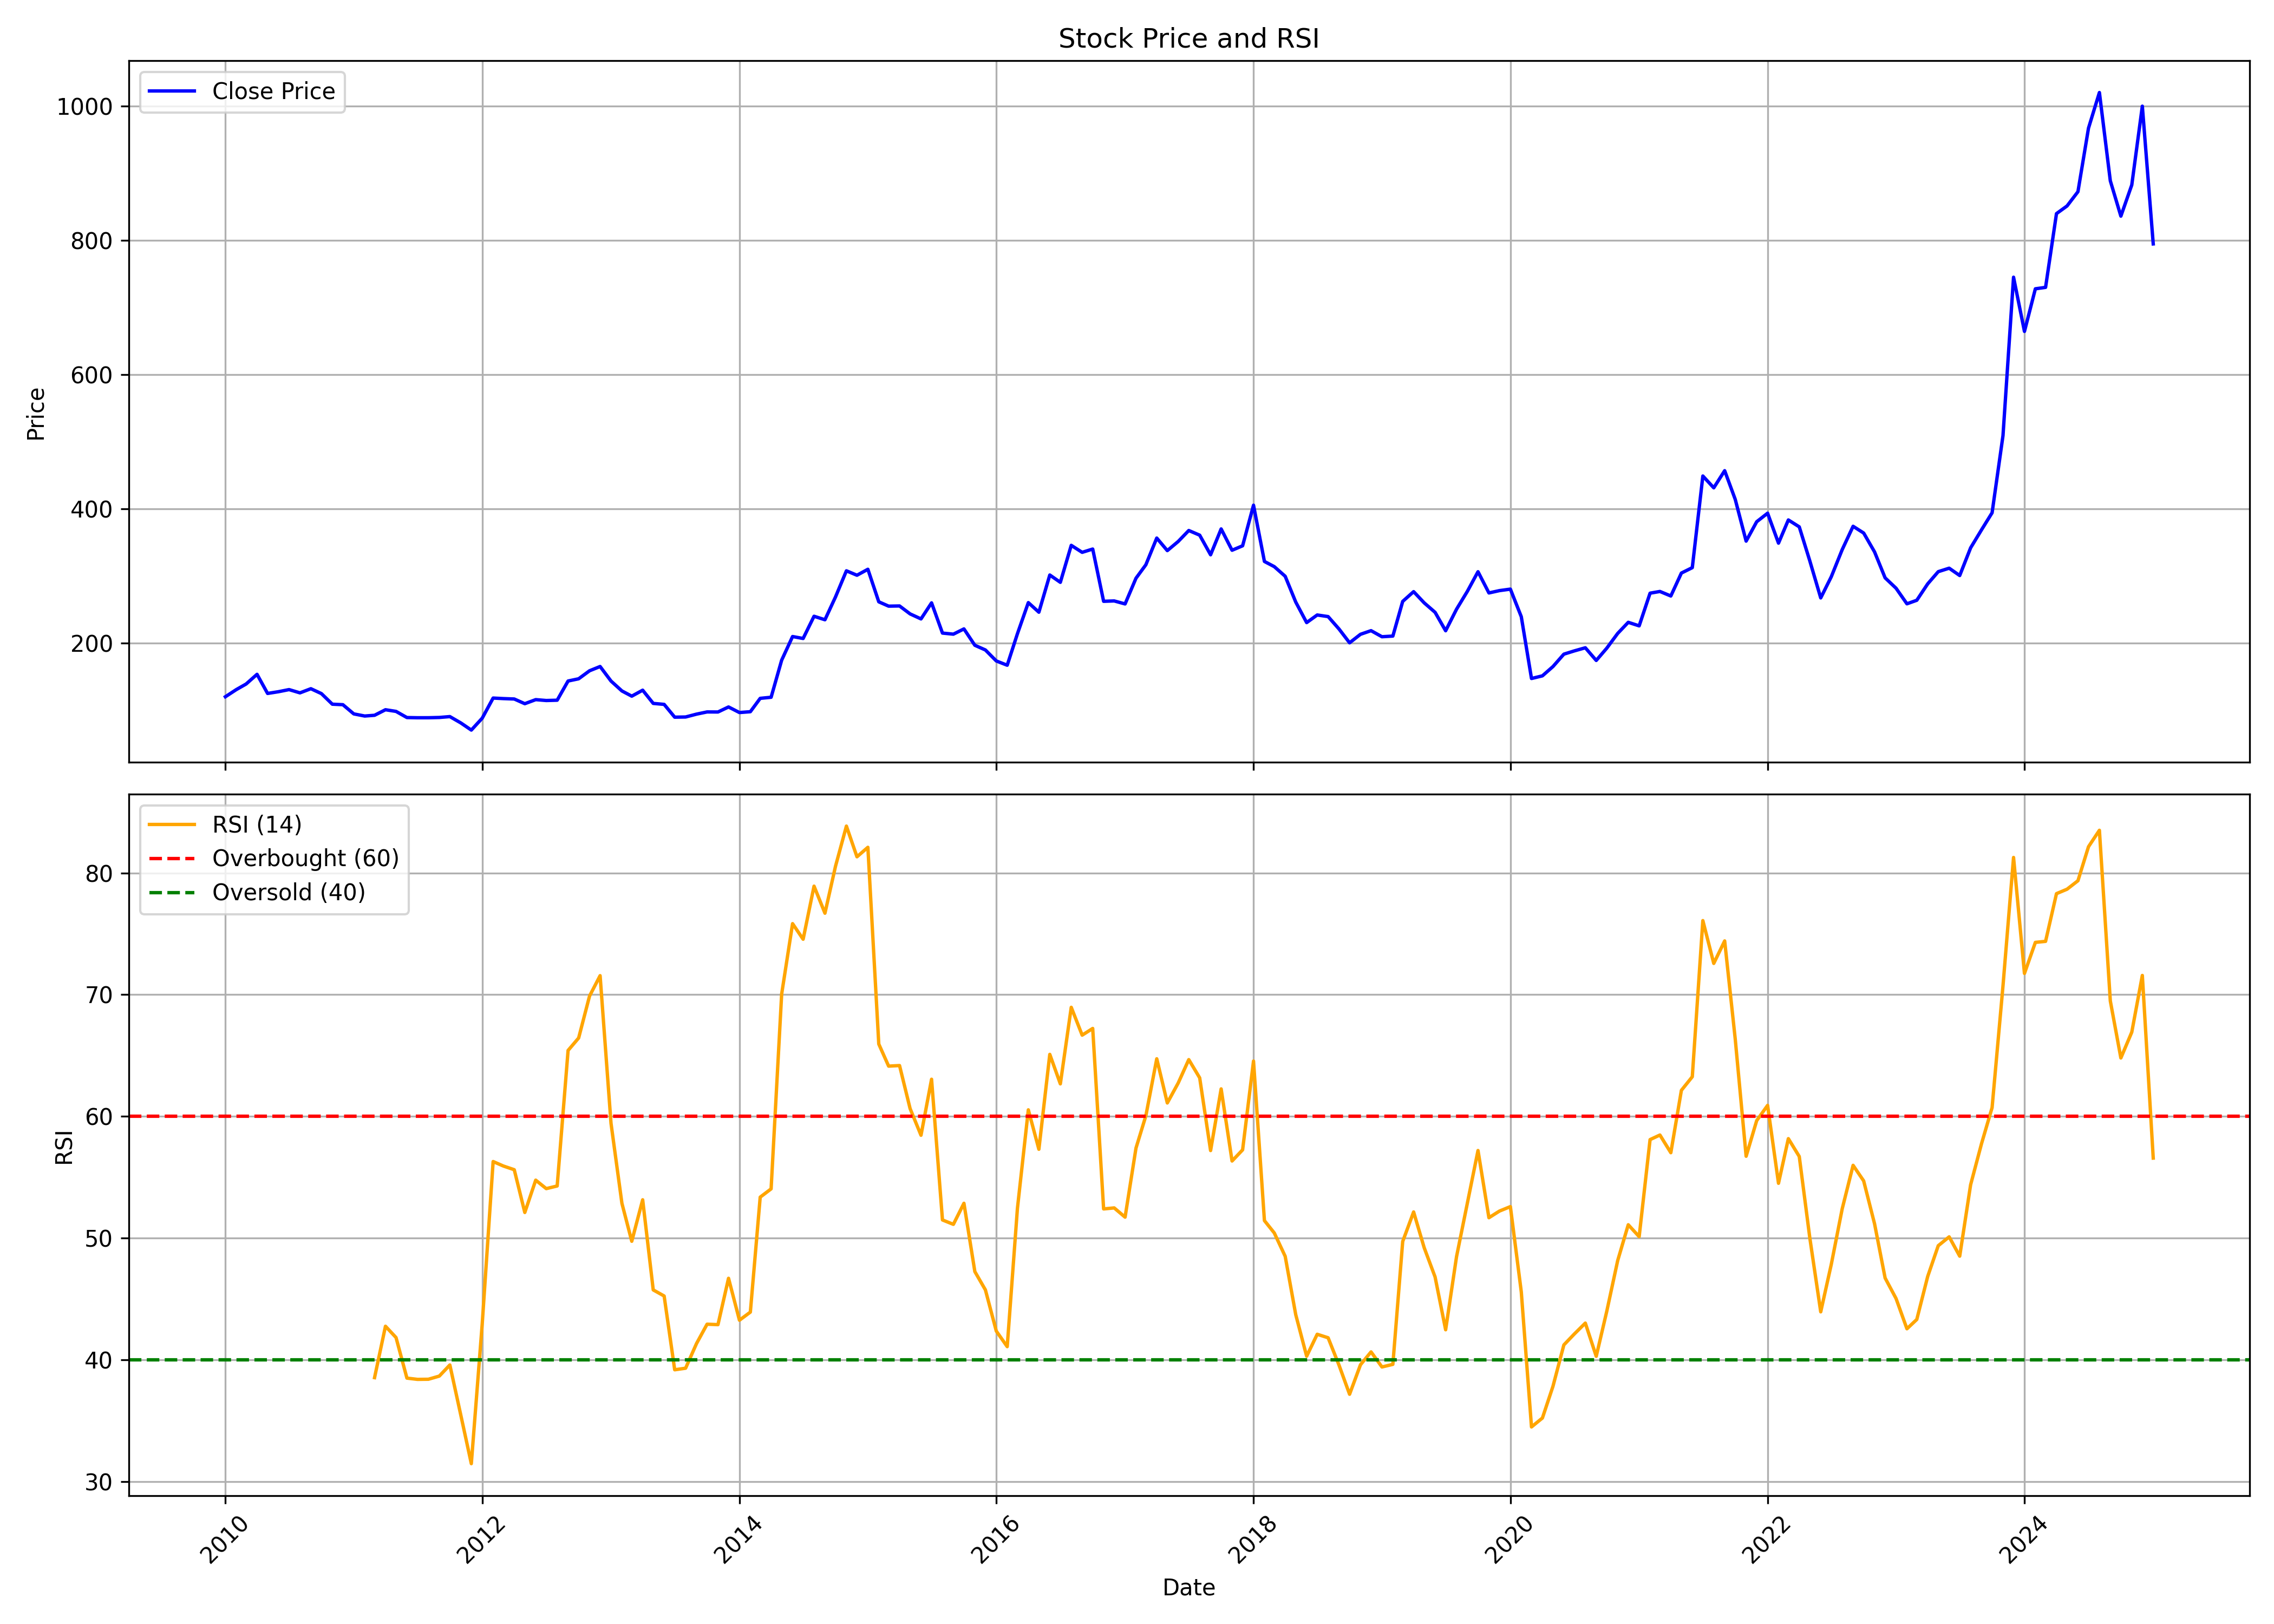 Stock Price and RSI
Close Price
1000
800
600
400
200
Price
RSI (14)
Overbought (60)
Oversold (40)
80
70
60
50
40
30
RSI
2010
2012
2014
2016
2018
2020
2022
2024
Date